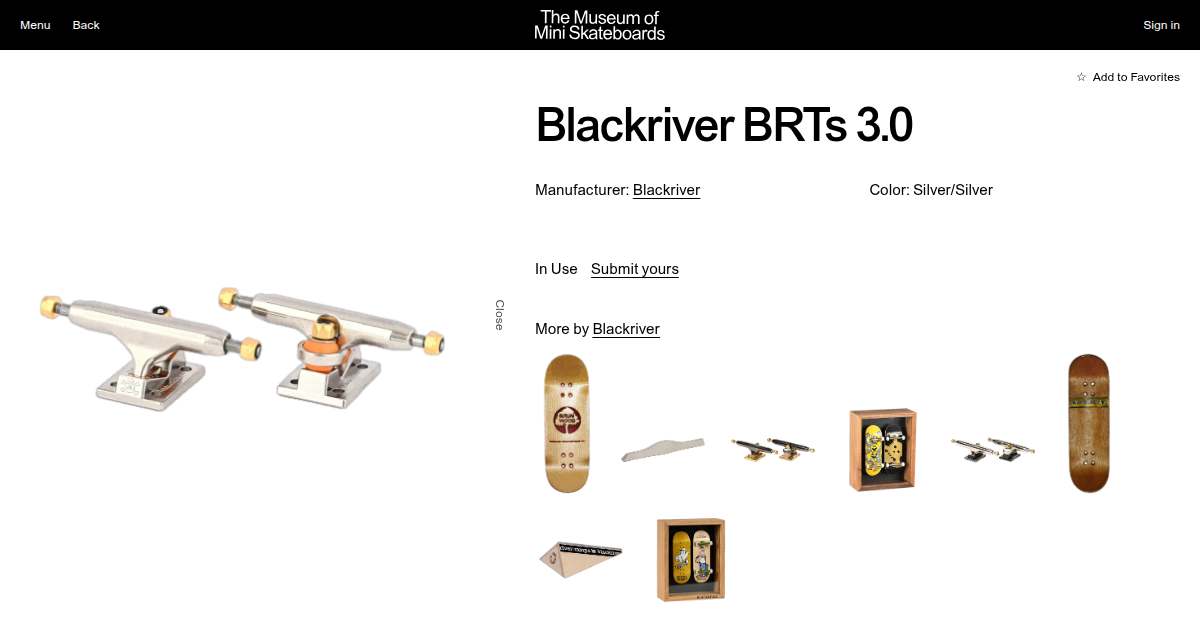 Menu
Back
The Museum of
Mini Skateboards
Sign in
☆ Add to Favorites
Blackriver BRTs 3.0
Manufacturer: Blackriver
Color: Silver/Silver
In Use
Submit yours
Close
More by Blackriver